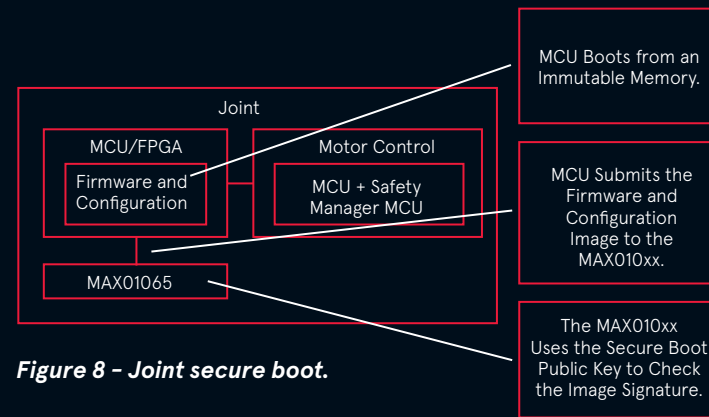 Joint
MCU/FPGA
Firmware and
Configuration
Motor Control
MCU + Safety
Manager MCU
MAX01065
MCU Boots from an
Immutable Memory.
MCU Submits the
Firmware and
Configuration
Image to the
MAX010xx.
The MAX010xx
Uses the Secure Boot
Public Key to Check
the Image Signature.
Figure 8 - Joint secure boot.